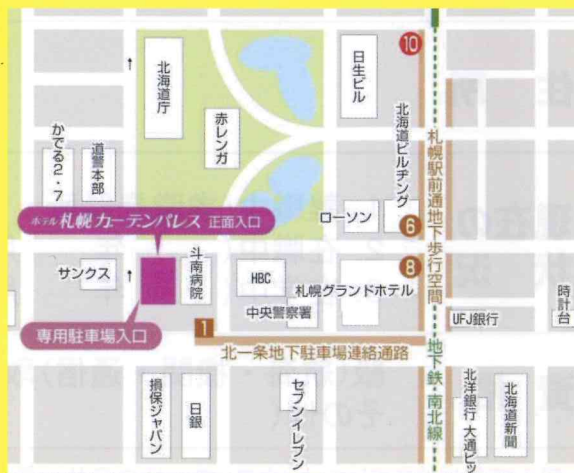 10
日生ビル
北海道庁
赤レンガ
北海道ビルヂング
札幌駅前通地下歩行空間
かでる2・7
道警本部
ホテル 札幌ガーデンパレス 正面入口
ローソン
6
サンクス
斗南病院
HBC
札幌グランドホテル
8
中央警察署
時計台
専用駐車場入口
1
UFJ銀行
北一条地下駐車場連絡通路
地下鉄 南北線
損保ジャパン
日銀
セブンイレブン
北洋銀行 大通ビッ
北海道新聞